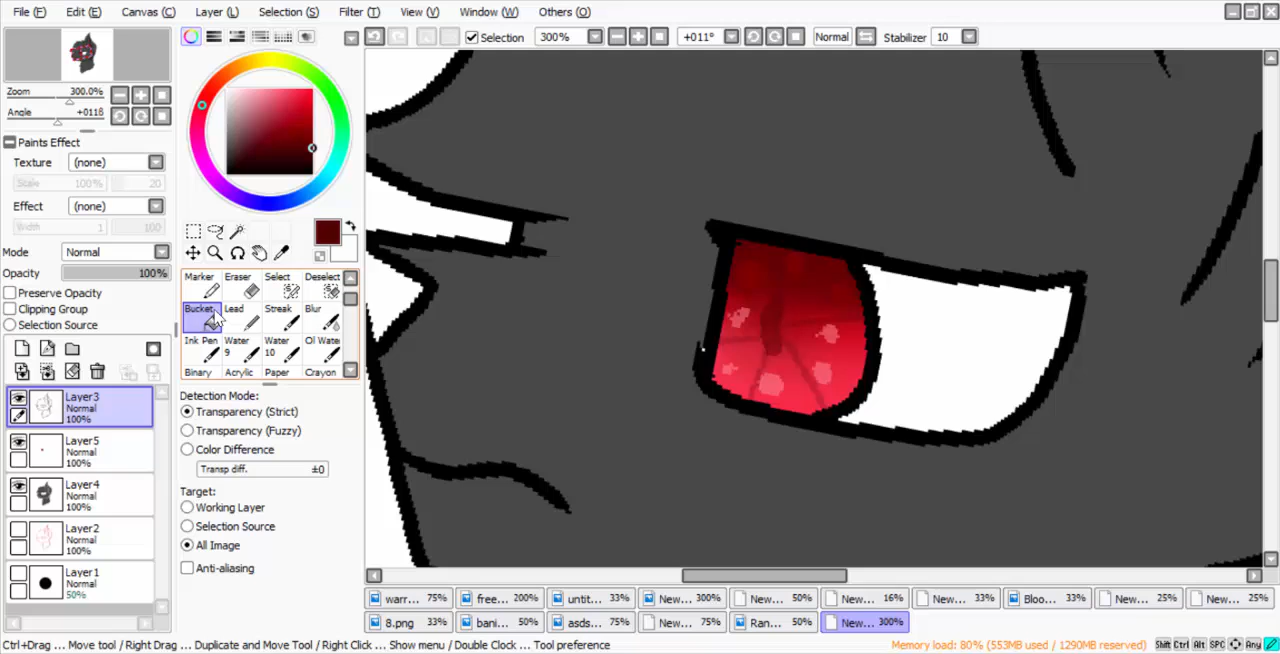 File (F) Edit (E) Canvas (C) Layer (L) Selection (S) Filter (T) View (V) Window (W) Others (O)
Selection 300% +011° Normal Stabilizer 10
Zoom 300.0%
Angle +011ß
Paints Effect
Texture (none)
Scale 100% 20
Effect (none)
Width 1 100
Mode Normal
Opacity 100%
Preserve Opacity
Clipping Group
Selection Source
Layer3
Normal
100%
Layer5
Normal
100%
Layer4
Normal
100%
Layer2
Normal
100%
Layer1
Normal
50%
Marker Eraser Select Deselect
Bucket Lead Streak Blur
Ink Pen Water 9 Water 10 Oil Wate
Binary Acrylic Paper Crayon
Detection Mode:
Transparency (Strict)
Transparency (Fuzzy)
Color Difference
Transp diff. ±0
Target:
Working Layer
Selection Source
All Image
Anti-aliasing
warr... 75% free... 200% untit... 33% New... 300% New... 50% New... 16% New... 33% Bloo... 33% New... 25% New... 25%
8.png 33% bani... 50% asds... 75% New... 75% Ran... 50% New... 300%
Ctrl+Drag ... Move tool / Right Drag ... Duplicate and Move Tool / Right Click ... Show menu / Double Clock ... Tool preference
Memory load: 80% (553MB used / 1290MB reserved) Shift Ctrl Alt SPC Any